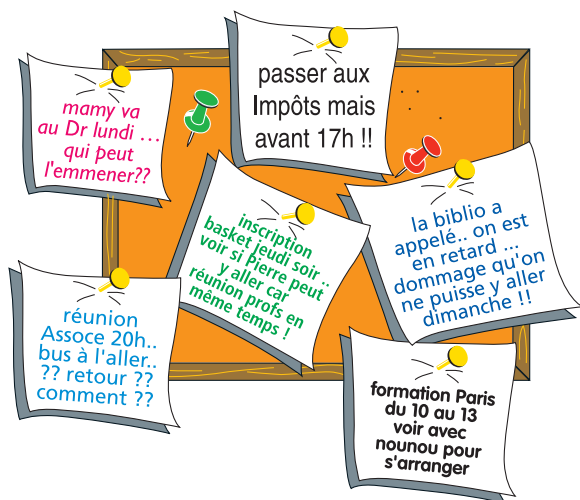 passer aux
Impôts mais
avant 17h !!
mamy va
au Dr lundi ...
qui peut
l'emmener??
inscription
basket jeudi soir..
voir si Pierre peut
y aller car
réunion profs en
même temps !
la biblio a
appelé.. on est
en retard ...
dommage qu'on
ne puisse y aller
dimanche !!
réunion
Assoce 20h..
bus à l'aller..
?? retour ??
comment ??
formation Paris
du 10 au 13
voir avec
nounou pour
s'arranger